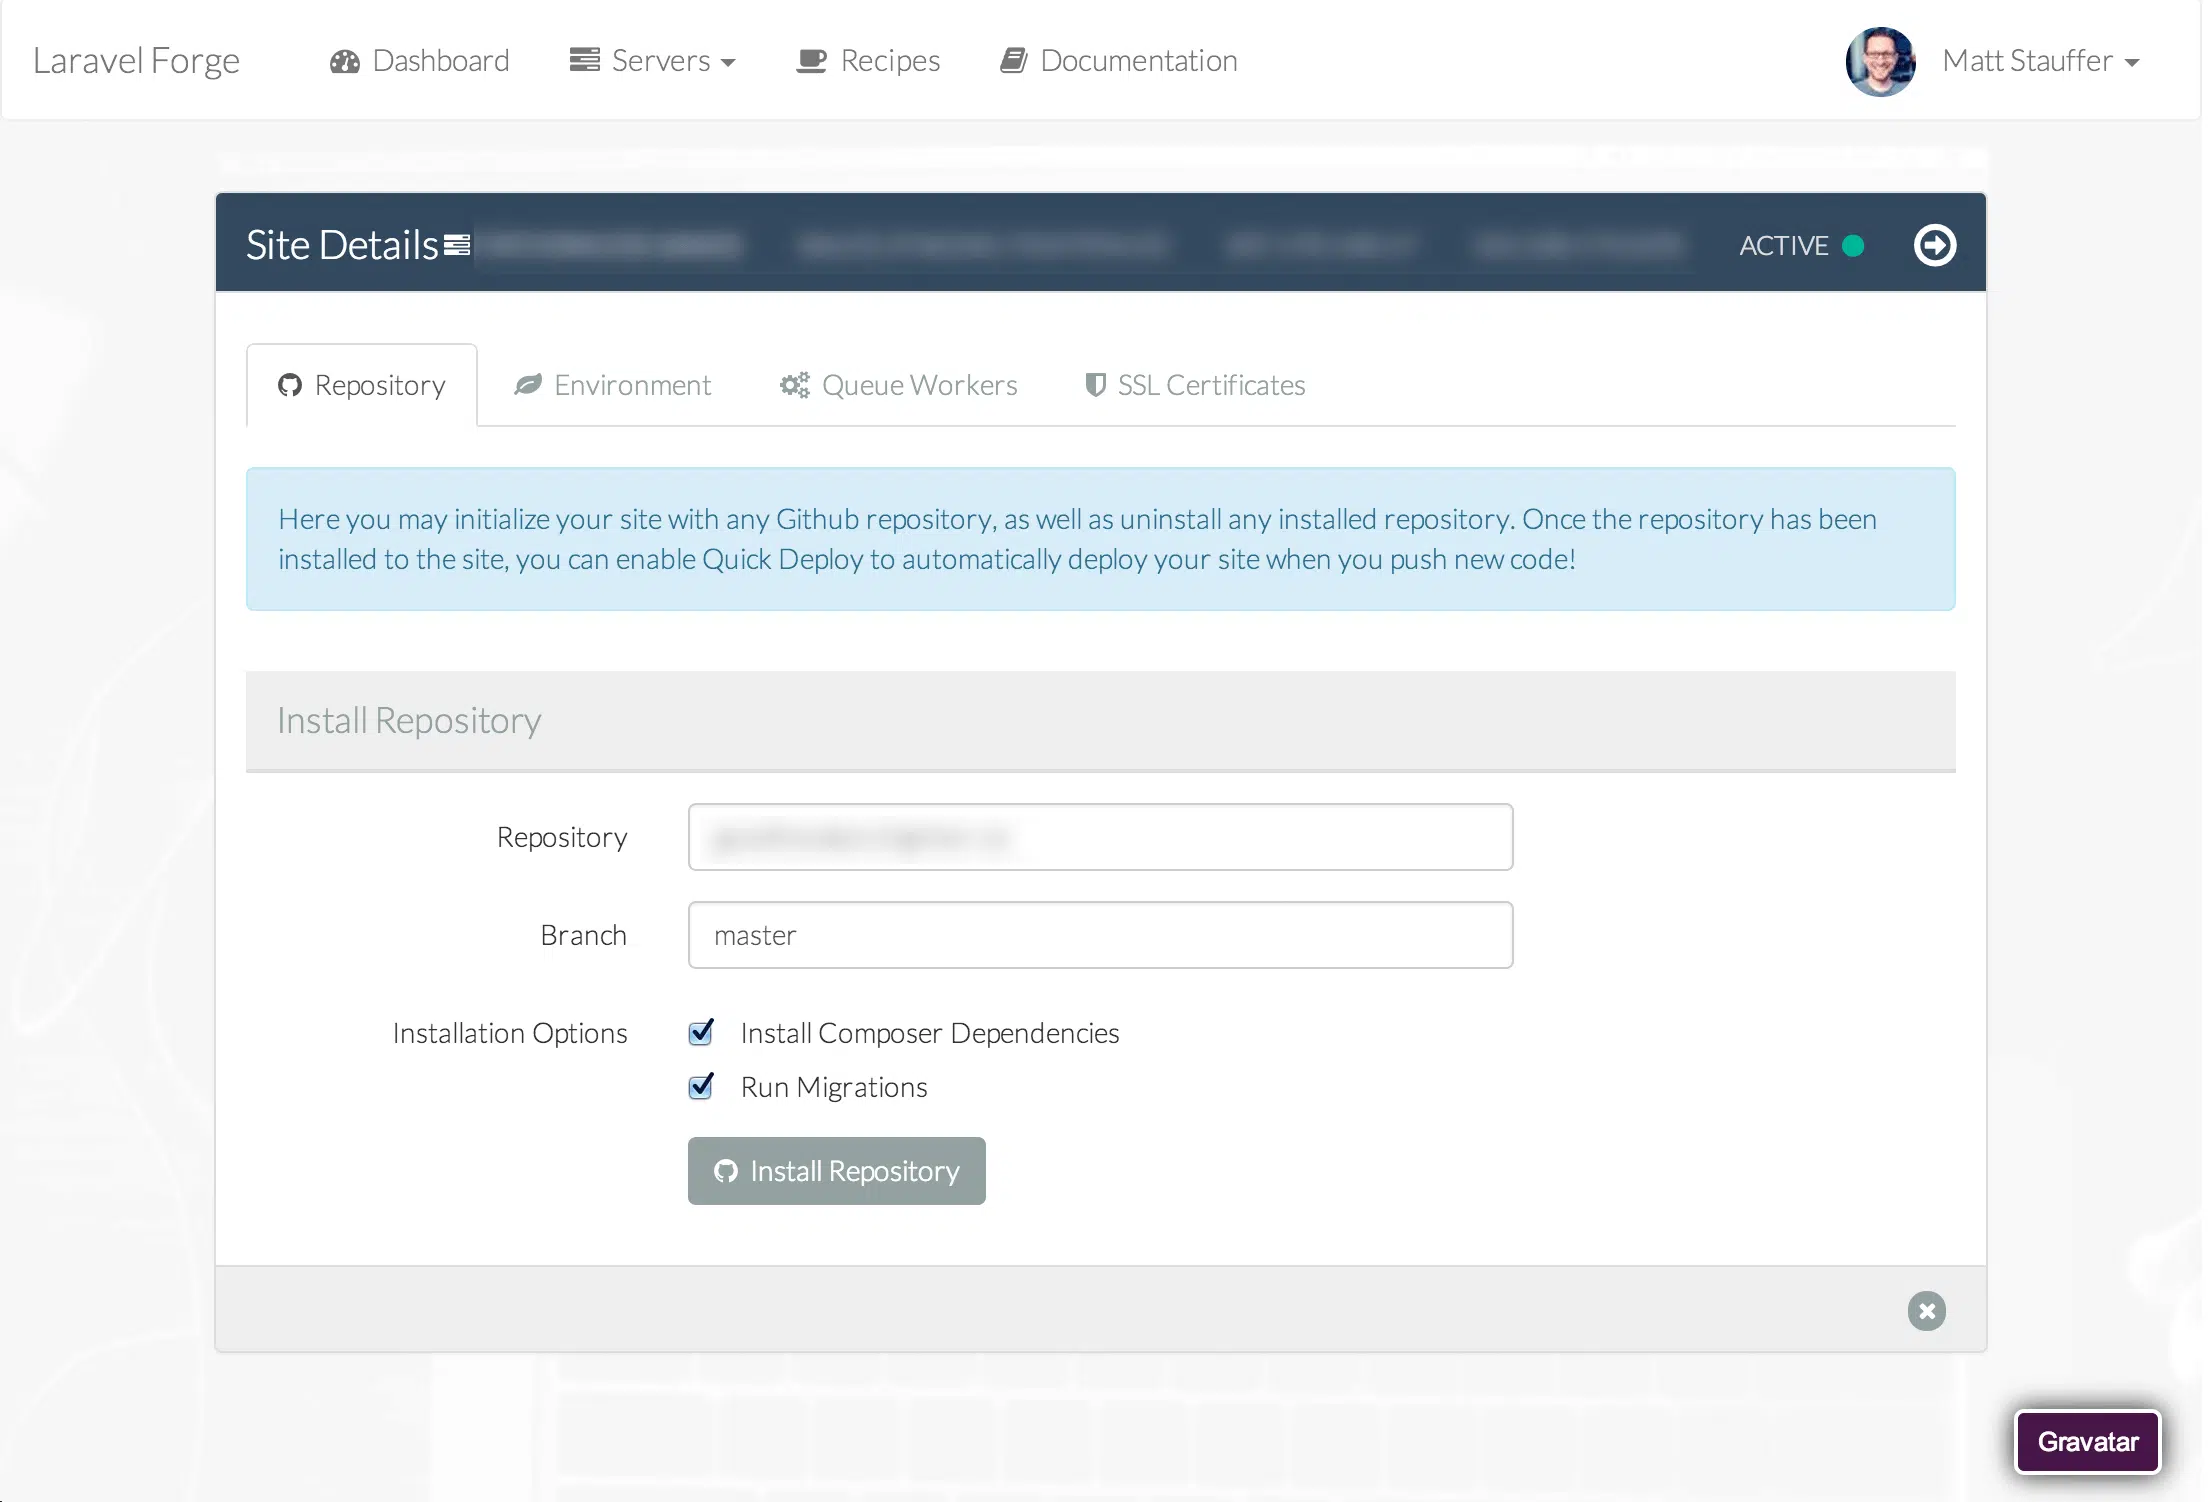 Laravel Forge Dashboard Servers Recipes Documentation Matt Stauffer
Site Details ACTIVE
Repository Environment Queue Workers SSL Certificates
Here you may initialize your site with any Github repository, as well as uninstall any installed repository. Once the repository has been
installed to the site, you can enable Quick Deploy to automatically deploy your site when you push new code!
Install Repository
Repository
Branch master
Installation Options Install Composer Dependencies
Run Migrations
Install Repository
Gravatar